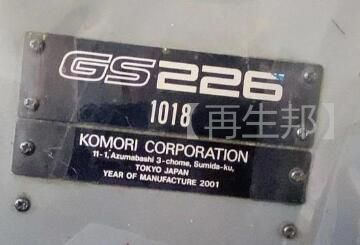 GS226
1018
【再生邦】
KOMORI CORPORATION
11-1, Azumabashi 3-chome, Sumida-ku,
TOKYO JAPAN
YEAR OF MANUFACTURE 2001